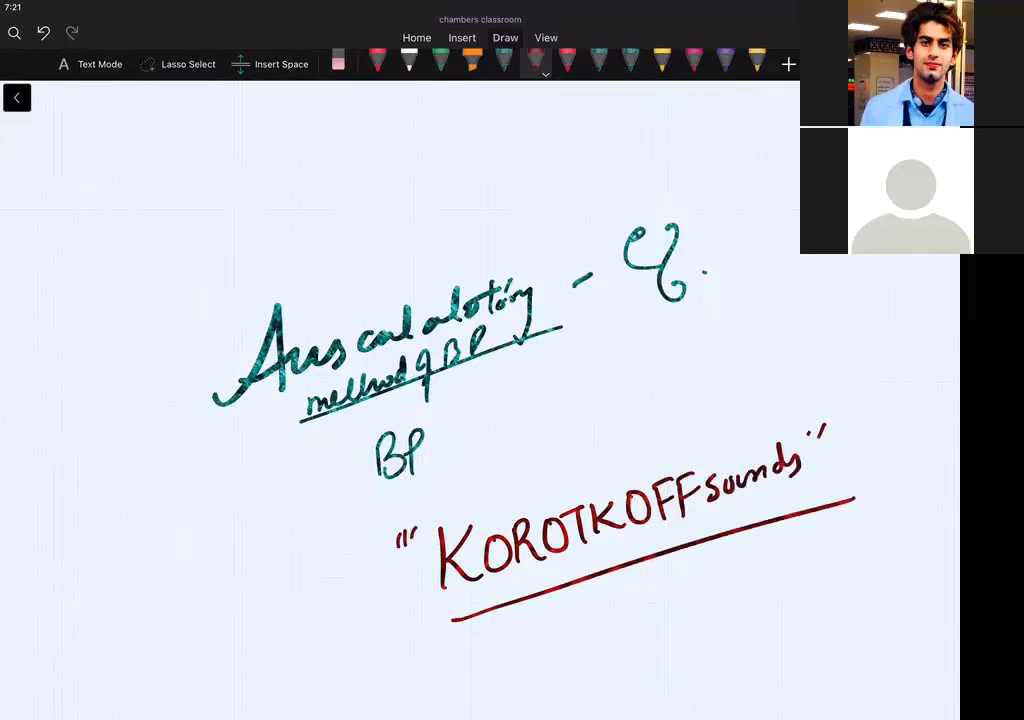 7:21
chambers classroom
Home Insert Draw View
A Text Mode Lasso Select Insert Space
Auscalalotory -
method of BP
BP
"KOROTKOFF sounds"